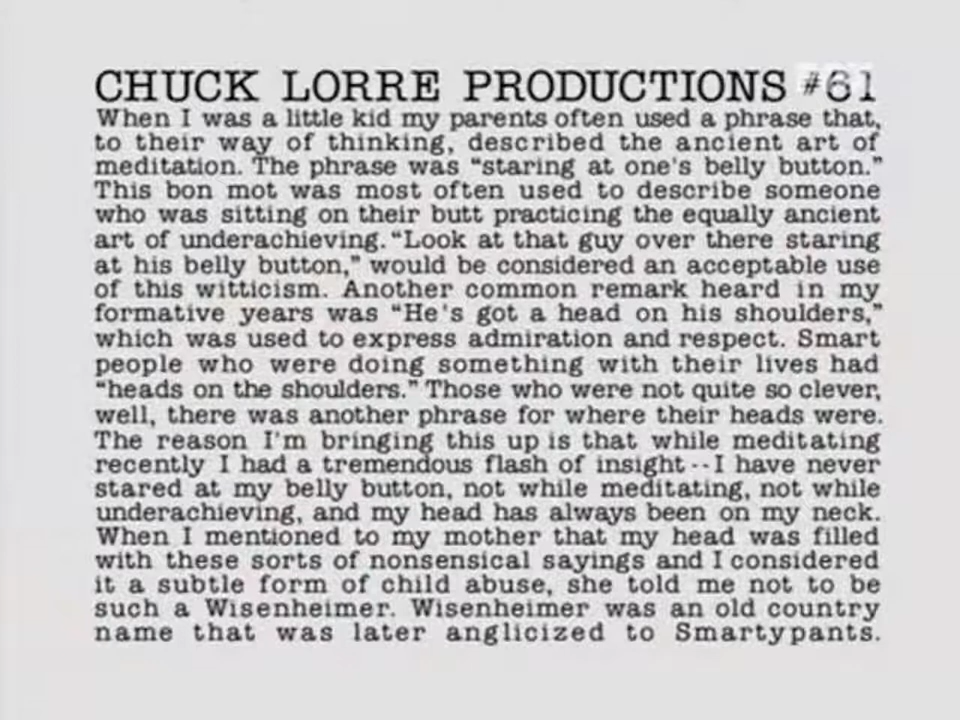 CHUCK LORRE PRODUCTIONS #61
When I was a little kid my parents often used a phrase that,
to their way of thinking, described the ancient art of
meditation. The phrase was “staring at one's belly button.”
This bon mot was most often used to describe someone
who was sitting on their butt practicing the equally ancient
art of underachieving. “Look at that guy over there staring
at his belly button,” would be considered an acceptable use
of this witticism. Another common remark heard in my
formative years was “He's got a head on his shoulders,”
which was used to express admiration and respect. Smart
people who were doing something with their lives had
“heads on the shoulders.” Those who were not quite so clever,
well, there was another phrase for where their heads were.
The reason I'm bringing this up is that while meditating
recently I had a tremendous flash of insight--I have never
stared at my belly button, not while meditating, not while
underachieving, and my head has always been on my neck.
When I mentioned to my mother that my head was filled
with these sorts of nonsensical sayings and I considered
it a subtle form of child abuse, she told me not to be
such a Wisenheimer. Wisenheimer was an old country
name that was later anglicized to Smartypants.